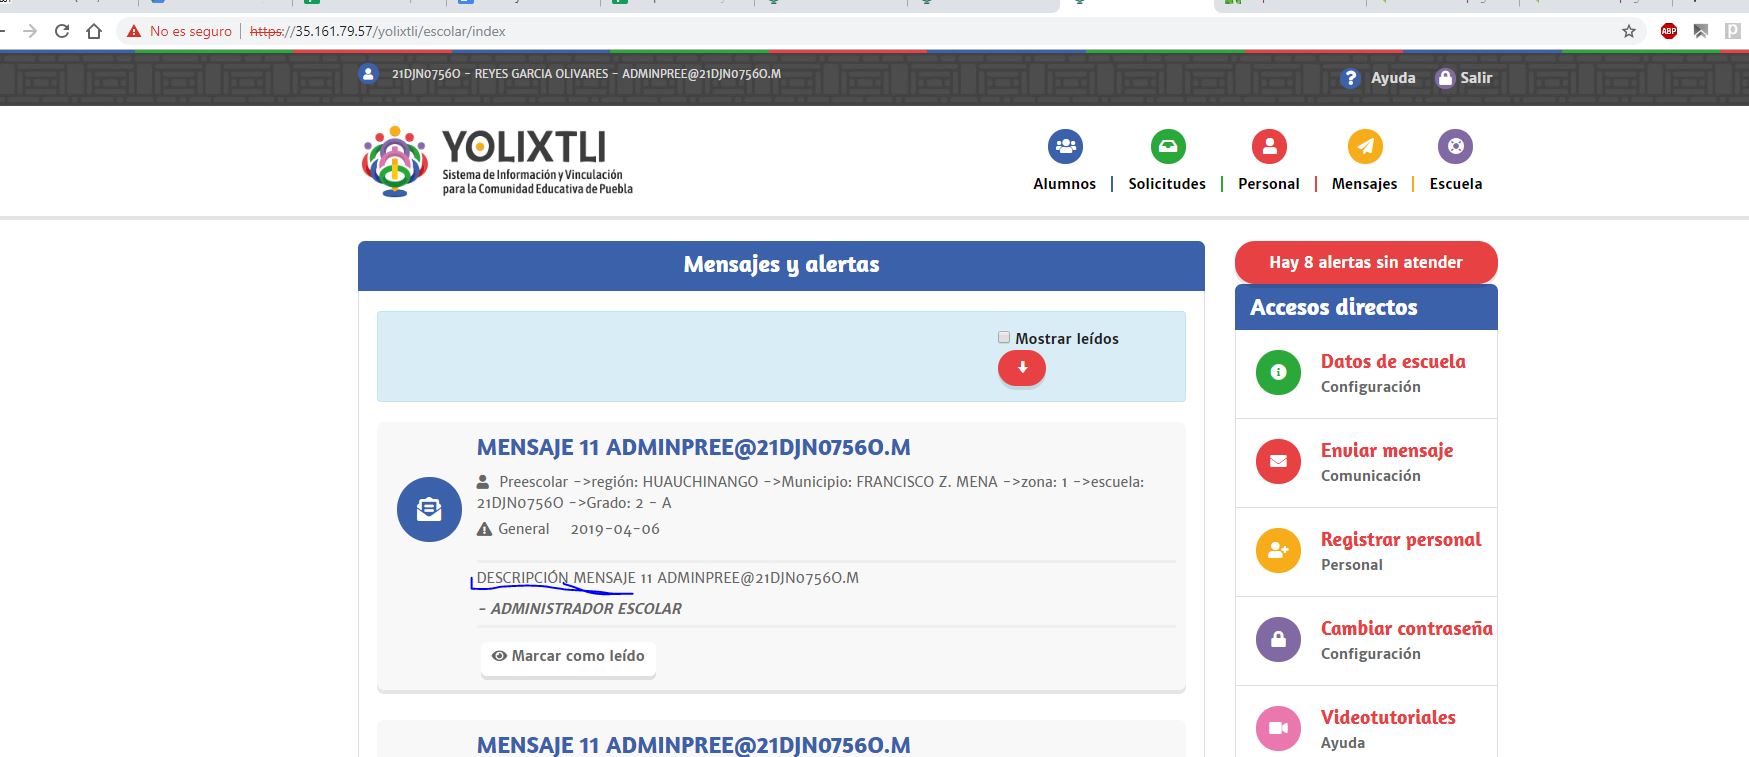 No es seguro https://35.161.79.57/yolixtli/escolar/index
21DJN0756O - REYES GARCIA OLIVARES - ADMINPREE@21DJN0756O.M
Ayuda Salir
YOLIXTLI
Sistema de Información y Vinculación
para la Comunidad Educativa de Puebla
Alumnos Solicitudes Personal Mensajes Escuela
Mensajes y alertas
Hay 8 alertas sin atender
Accesos directos
Mostrar leídos
MENSAJE 11 ADMINPREE@21DJN0756O.M
Preescolar ->región: HUAUCHINANGO ->Municipio: FRANCISCO Z. MENA ->zona: 1 ->escuela:
21DJN0756O ->Grado: 2 - A
General 2019-04-06
DESCRIPCIÓN MENSAJE 11 ADMINPREE@21DJN0756O.M
- ADMINISTRADOR ESCOLAR
Marcar como leído
MENSAJE 11 ADMINPREE@21DJN0756O.M
Datos de escuela
Configuración
Enviar mensaje
Comunicación
Registrar personal
Personal
Cambiar contraseña
Configuración
Videotutoriales
Ayuda